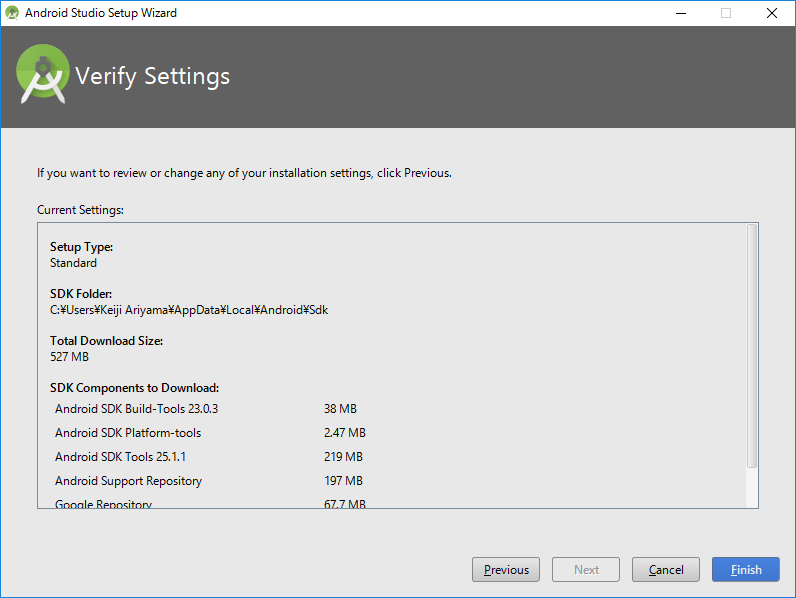 Android Studio Setup Wizard
Verify Settings
If you want to review or change any of your installation settings, click Previous.
Current Settings:
Setup Type:
Standard
SDK Folder:
C:¥Users¥Keiji Ariyama¥AppData¥Local¥Android¥Sdk
Total Download Size:
527 MB
SDK Components to Download:
Android SDK Build-Tools 23.0.3 38 MB
Android SDK Platform-tools 2.47 MB
Android SDK Tools 25.1.1 219 MB
Android Support Repository 197 MB
Google Repository 67.7 MB
Previous Next Cancel Finish